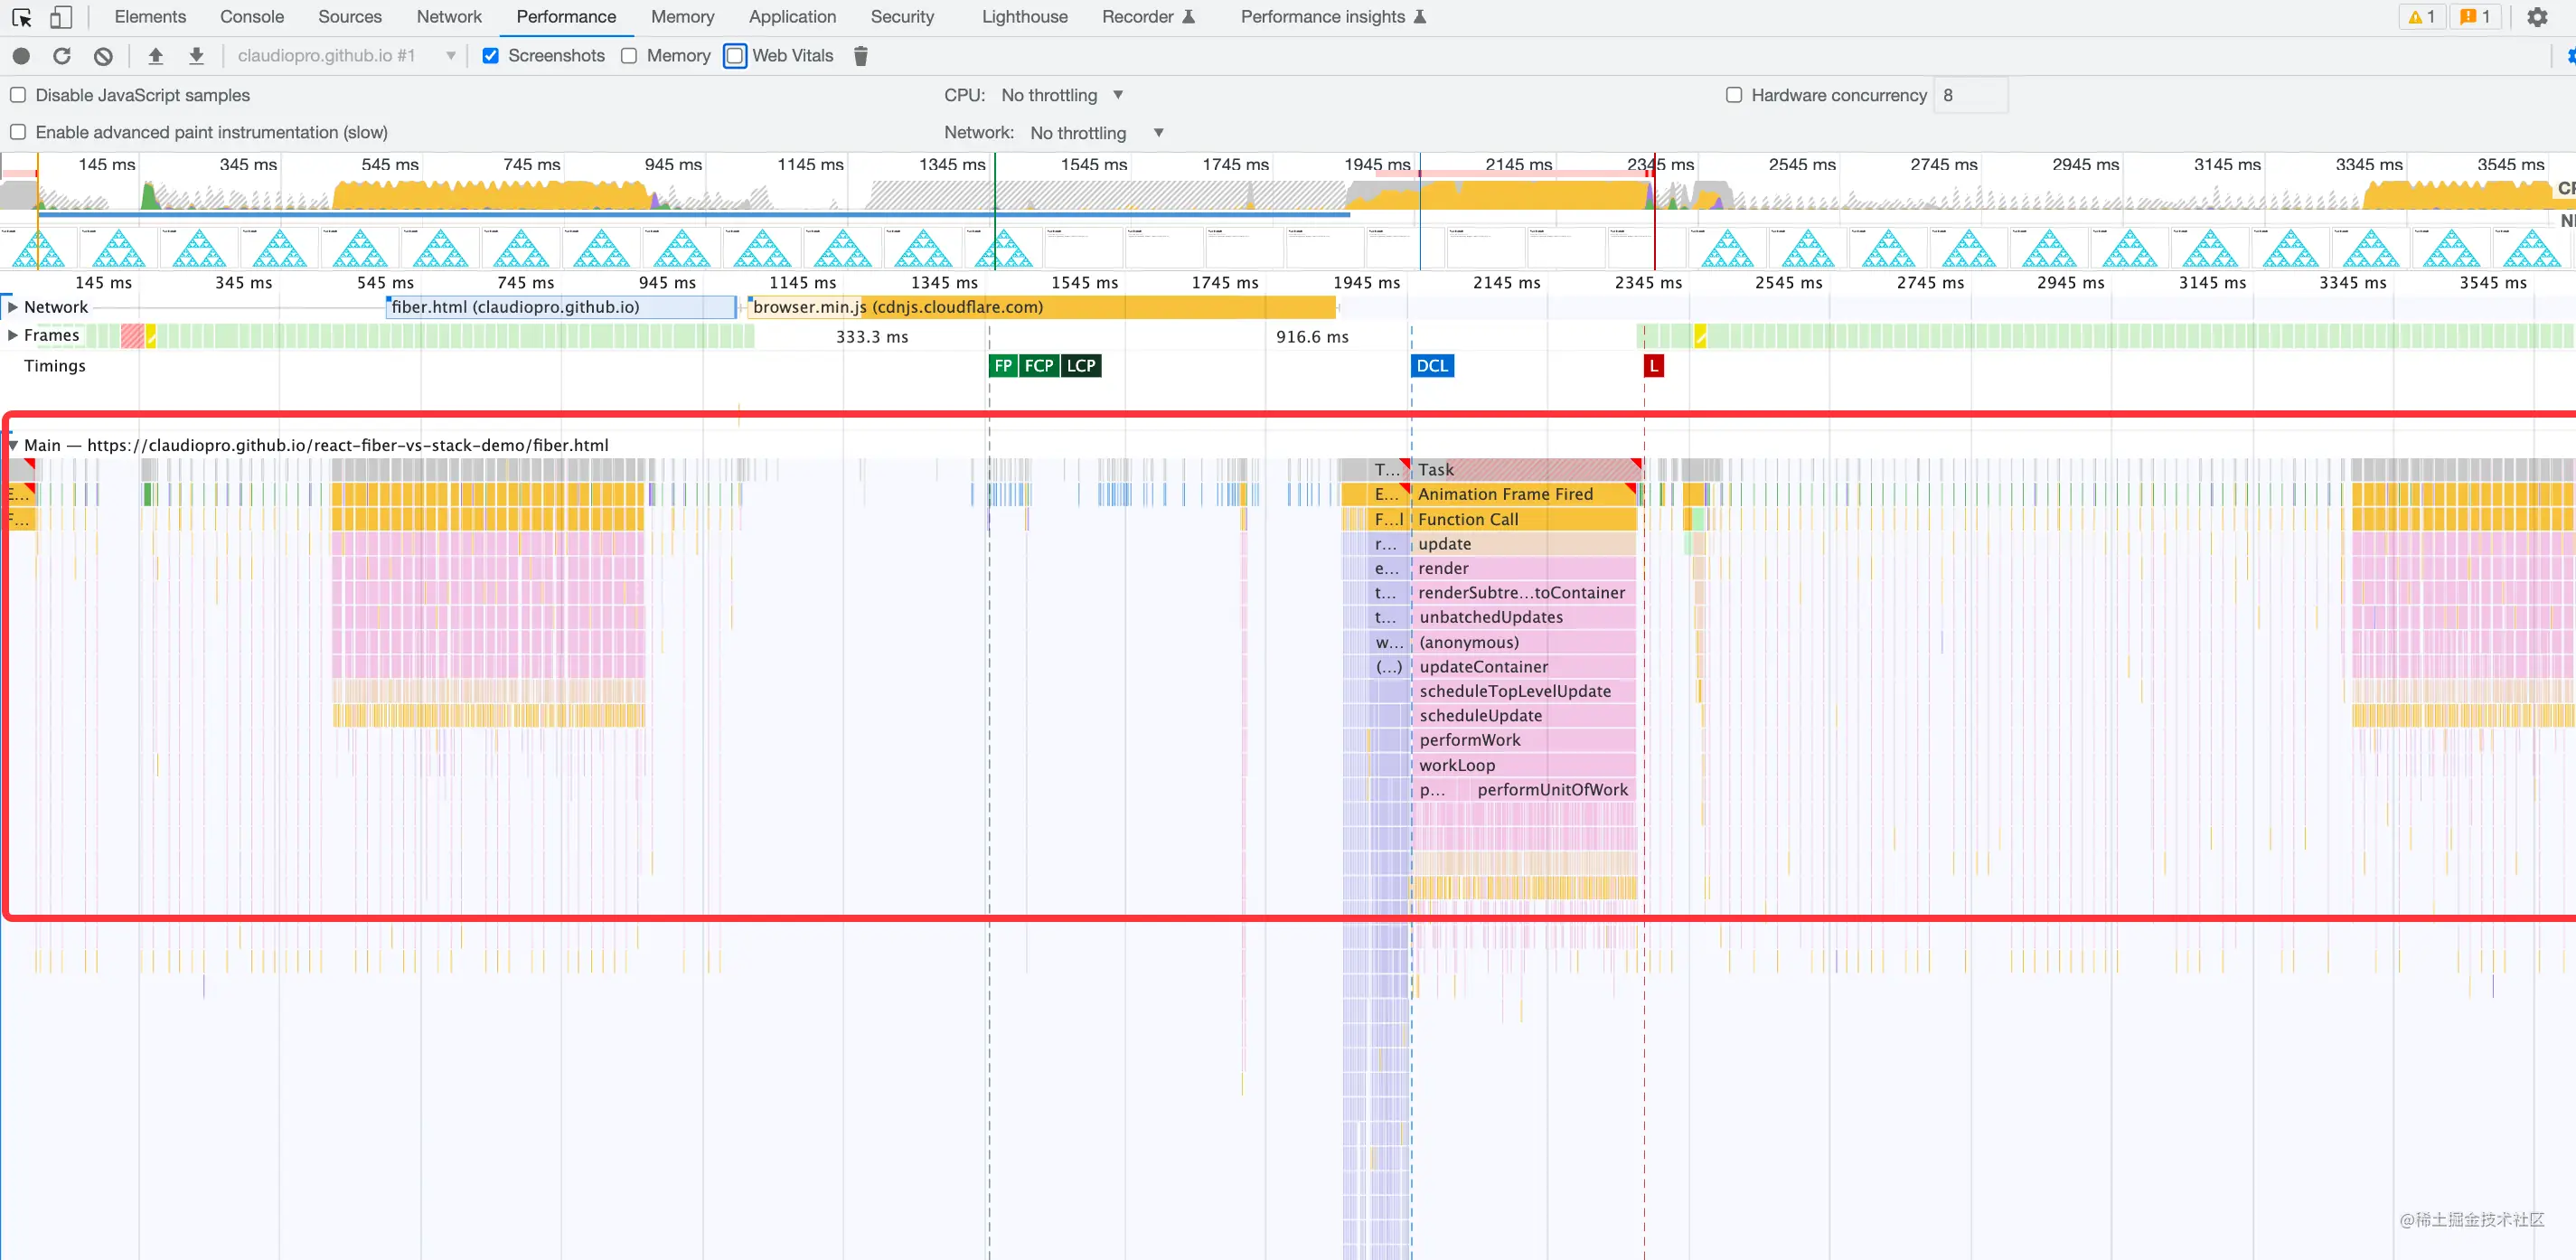 Elements Console Sources Network Performance Memory Application Security Lighthouse Recorder Performance insights 1 1
claudiopro.github.io #1 Screenshots Memory Web Vitals
Disable JavaScript samples CPU: No throttling Hardware concurrency 8
Enable advanced paint instrumentation (slow) Network: No throttling
145 ms 345 ms 545 ms 745 ms 945 ms 1145 ms 1345 ms 1545 ms 1745 ms 1945 ms 2145 ms 2345 ms 2545 ms 2745 ms 2945 ms 3145 ms 3345 ms 3545 ms
145 ms 345 ms 545 ms 745 ms 945 ms 1145 ms 1345 ms 1545 ms 1745 ms 1945 ms 2145 ms 2345 ms 2545 ms 2745 ms 2945 ms 3145 ms 3345 ms 3545 ms
Network fiber.html (claudiopro.github.io) browser.min.js (cdnjs.cloudflare.com)
Frames 333.3 ms 916.6 ms
Timings FP FCP LCP DCL L
Main — https://claudiopro.github.io/react-fiber-vs-stack-demo/fiber.html
T... Task
E... E... Animation Frame Fired
F... F...l Function Call
r... update
e... render
t... renderSubtre...toContainer
t... unbatchedUpdates
w... (anonymous)
(...) updateContainer
scheduleTopLevelUpdate
scheduleUpdate
performWork
workLoop
p... performUnitOfWork
@稀土掘金技术社区